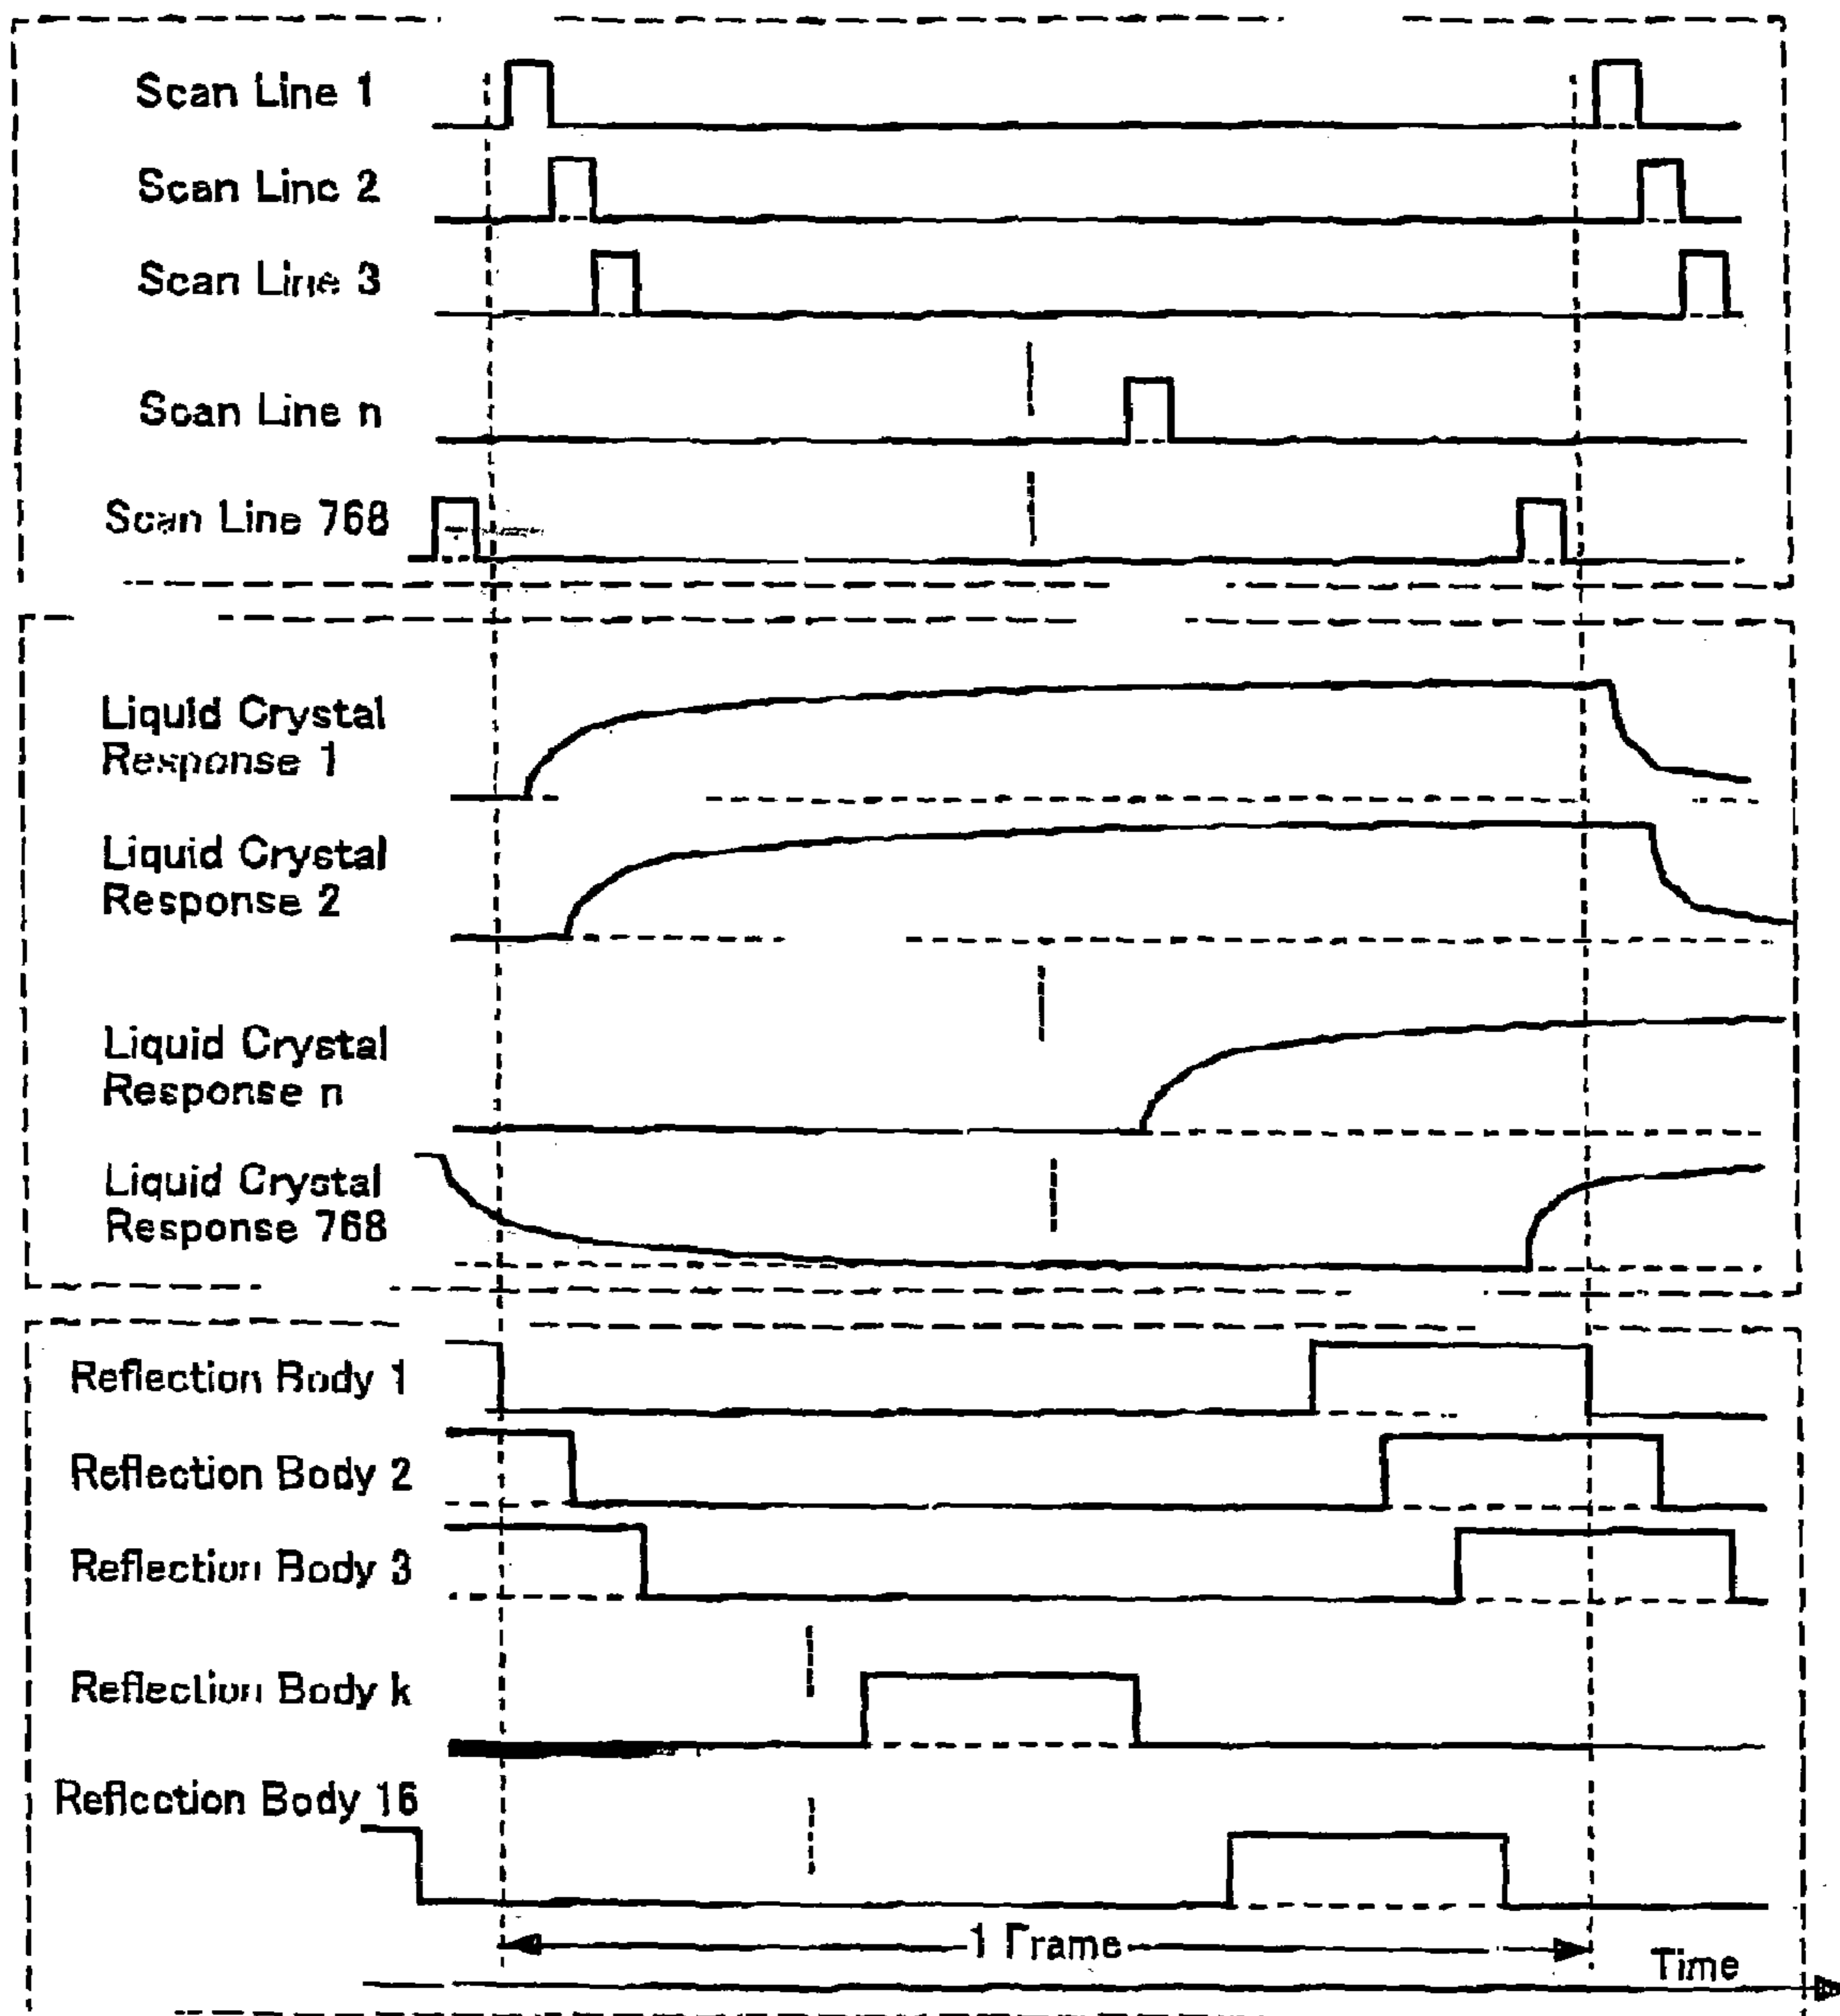 Scan Line 1
Scan Line 2
Scan Line 3
Scan Line n
Scan Line 768
Liquid Crystal
Response 1
Liquid Crystal
Response 2
Liquid Crystal
Response n
Liquid Crystal
Response 768
Reflection Body 1
Reflection Body 2
Reflection Body 3
Reflection Body k
Reflection Body 16
1 Frame
Time